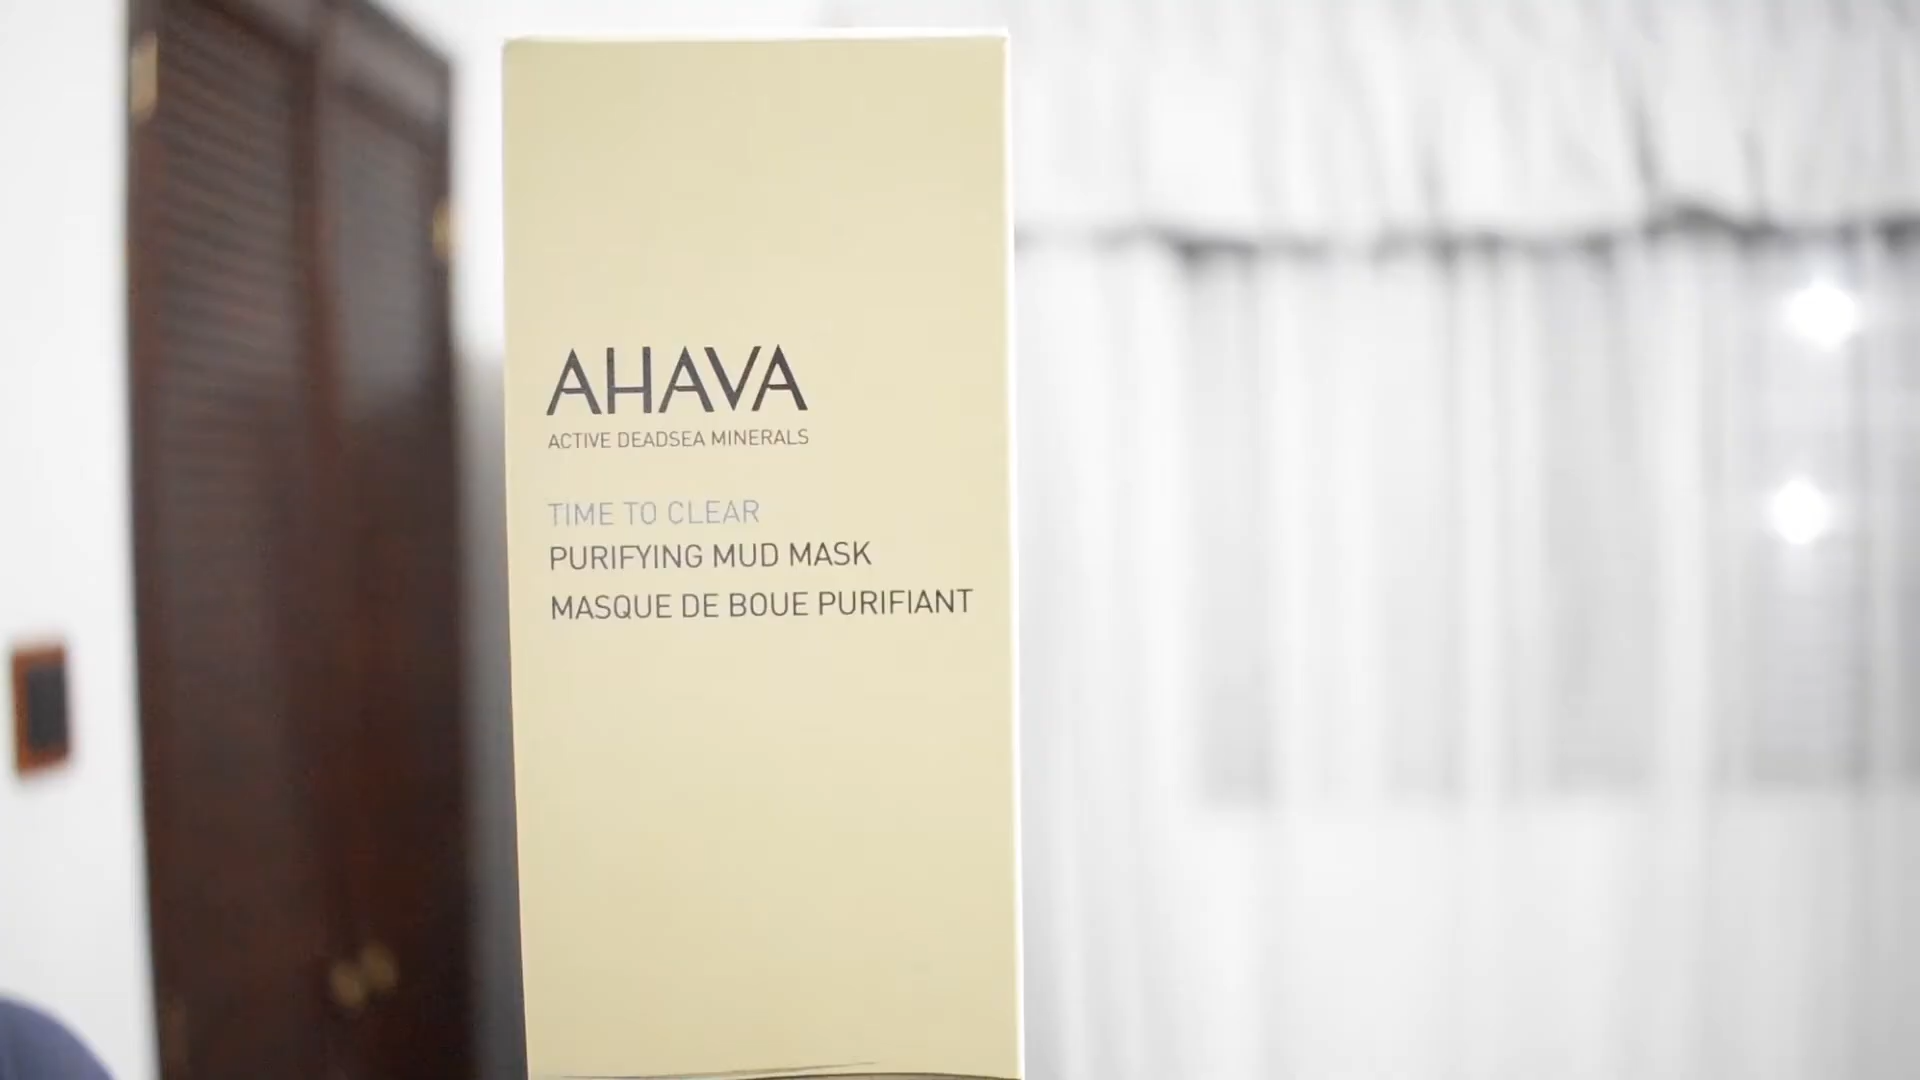 AHAVA
ACTIVE DEADSEA MINERALS
TIME TO CLEAR
PURIFYING MUD MASK
MASQUE DE BOUE PURIFIANT